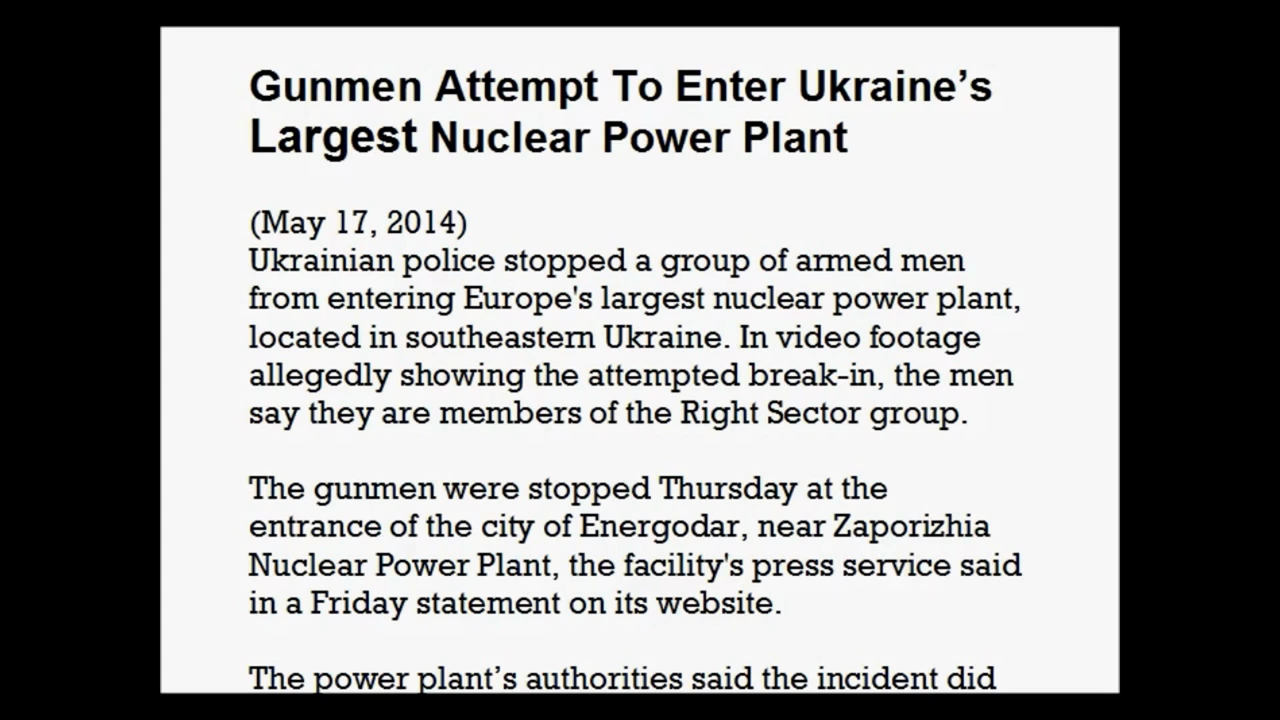 Gunmen Attempt To Enter Ukraine’s
Largest Nuclear Power Plant
(May 17, 2014)
Ukrainian police stopped a group of armed men
from entering Europe's largest nuclear power plant,
located in southeastern Ukraine. In video footage
allegedly showing the attempted break-in, the men
say they are members of the Right Sector group.
The gunmen were stopped Thursday at the
entrance of the city of Energodar, near Zaporizhia
Nuclear Power Plant, the facility's press service said
in a Friday statement on its website.
The power plant’s authorities said the incident did